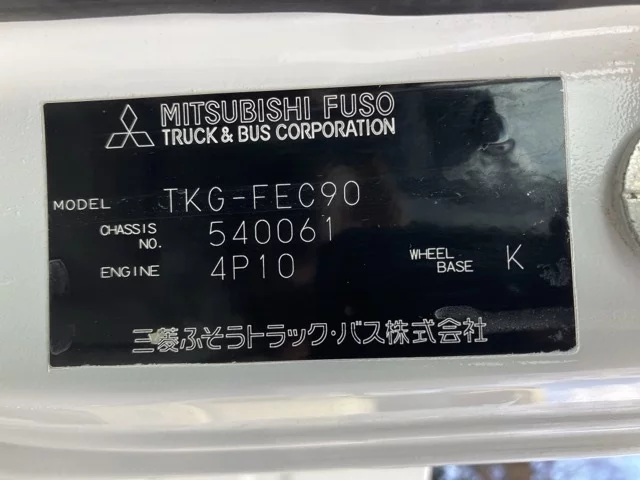 MITSUBISHI FUSO
TRUCK & BUS CORPORATION
MODEL TKG-FEC90
CHASSIS NO. 540061
ENGINE 4P10 WHEEL BASE K
三菱ふそうトラック・バス株式会社